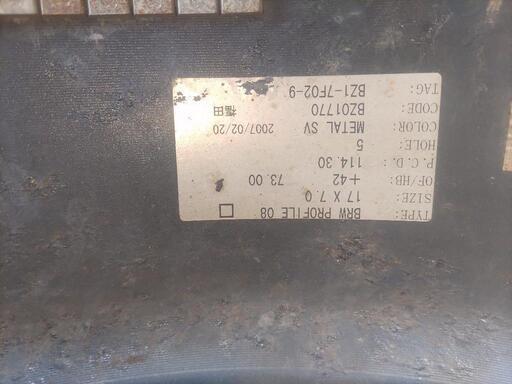 TYPE: BRW PROFILE 08 □
SIZE: 17 X 7.0
OF/HB: +42 73.00
P.C.D.: 114.30
HOLE: 5
COLOR: METAL SV 2007/02/20
CODE: BZ01770 福田
TAG: BZ1-7F02-9